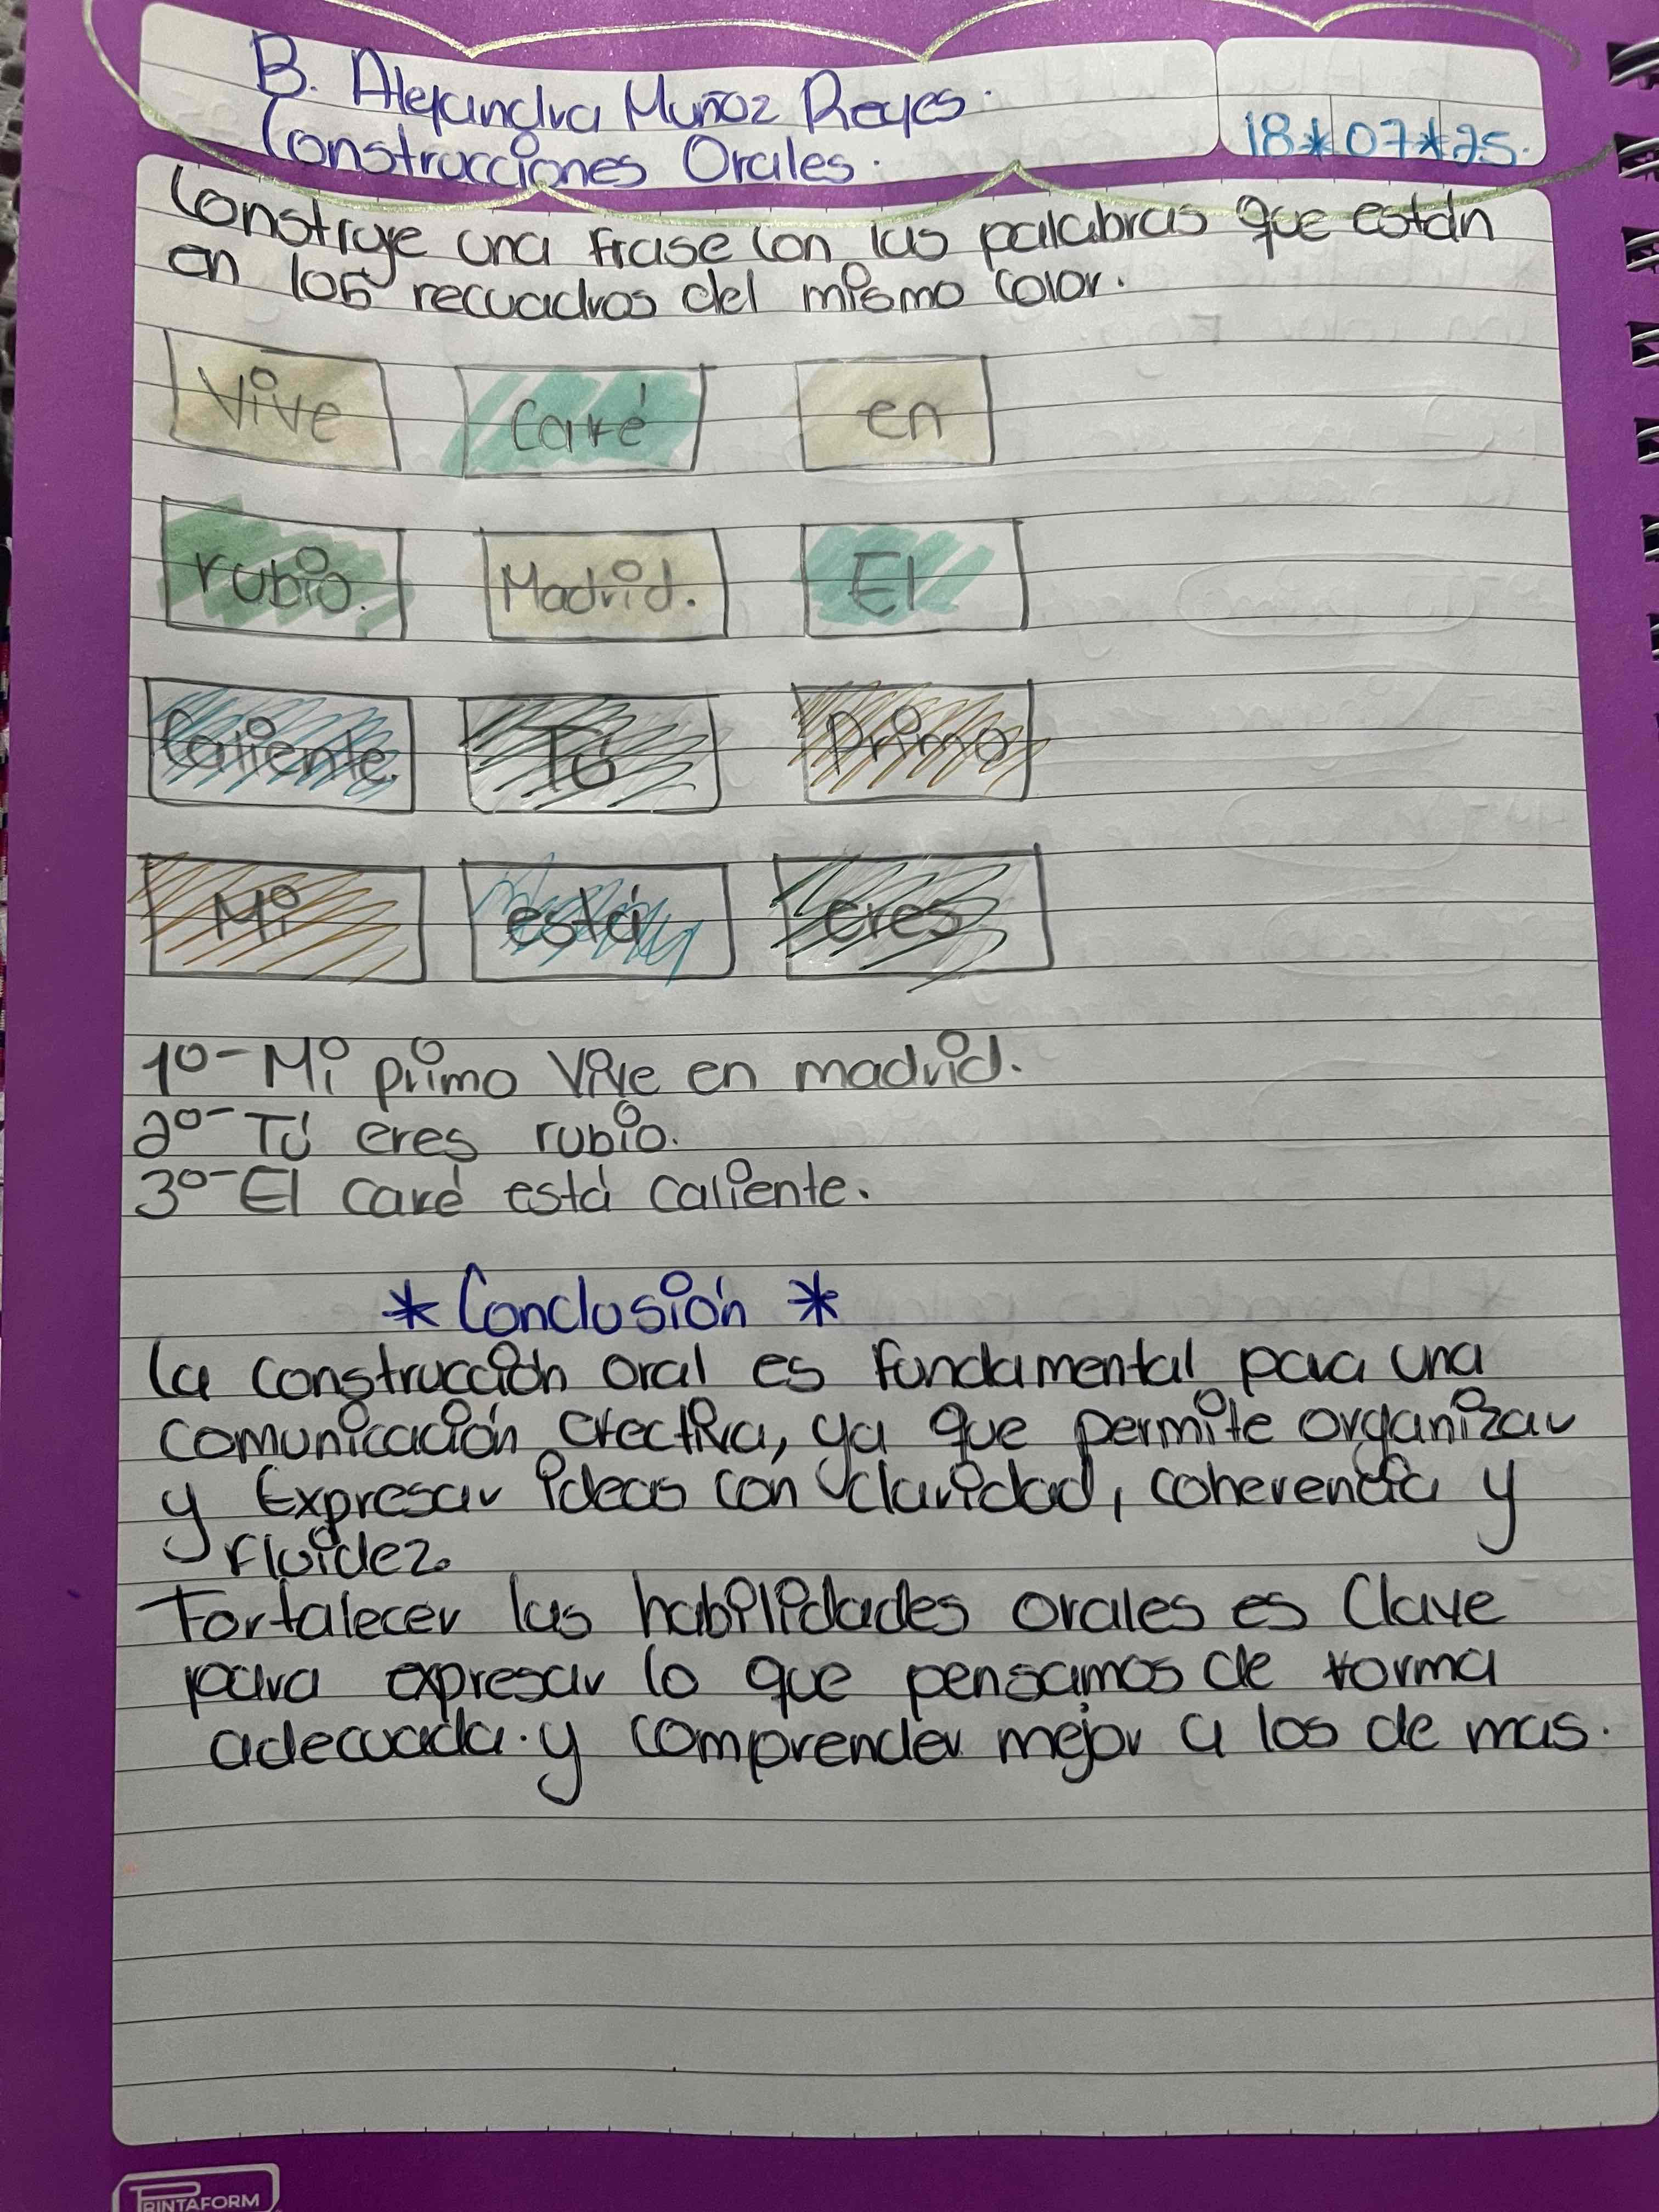 B. Alejandra Muñoz Reyes.
Construcciones Orales.
18*07*25.
Construye una frase con las palabras que están
en los recuadros del mismo color.
Vive Café en
rubio. Madrid. El
Caliente. Tú Primo
Mi está eres
1º- Mi primo Vive en madrid.
2º- Tú eres rubio.
3º- El café está caliente.
* Conclusión *
La construcción oral es fundamental para una
comunicación efectiva, ya que permite organizar
y Expresar ideas con claridad, coherencia y
fluidez.
Fortalecer las habilidades orales es Clave
para expresar lo que pensamos de forma
adecuada. y comprender mejor a los de mas.
PRINTAFORM